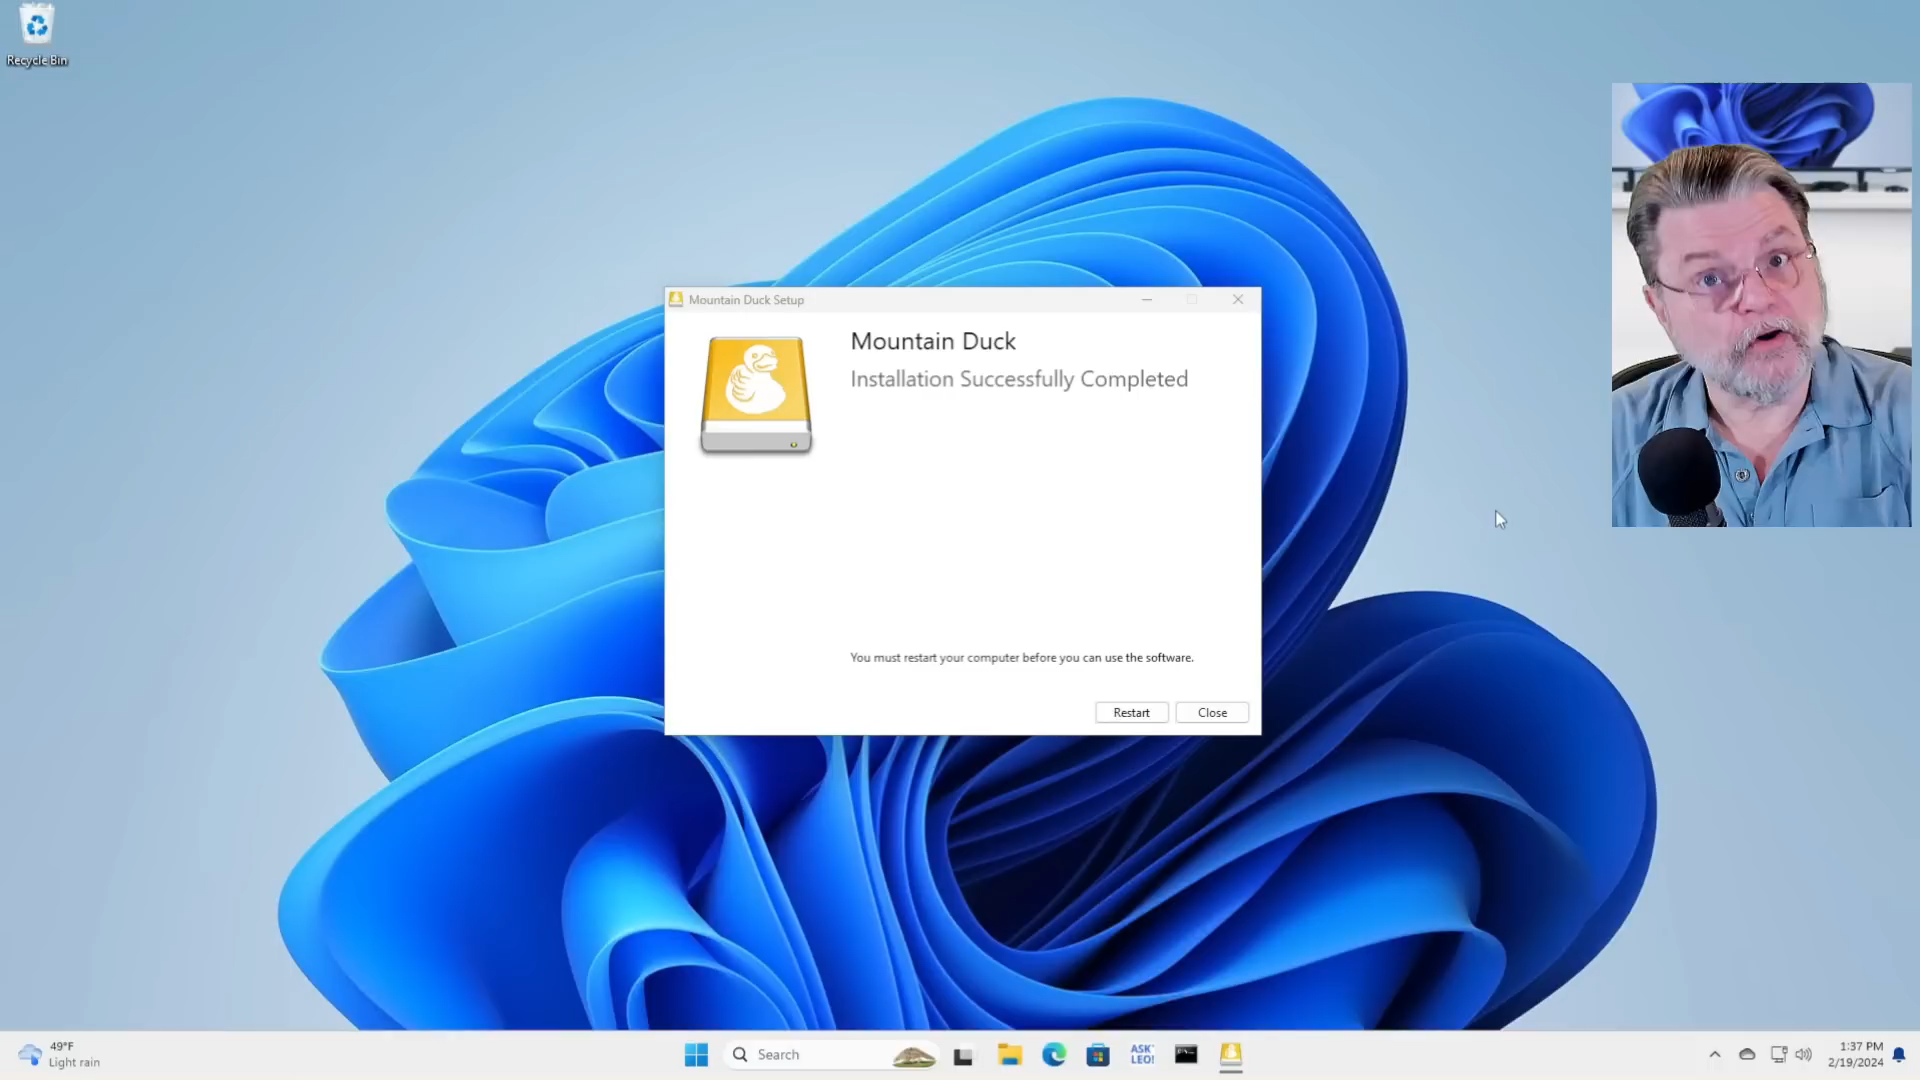 Recycle Bin
Mountain Duck Setup
Mountain Duck
Installation Successfully Completed
You must restart your computer before you can use the software.
Restart
Close
49°F
Light rain
Search
ASK
LEO!
1:37 PM
2/19/2024